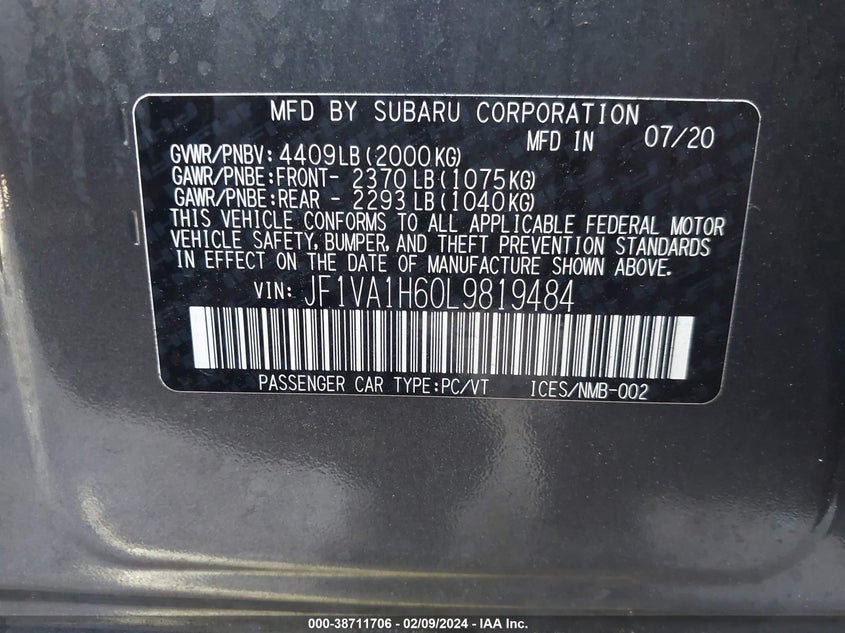 MFD BY SUBARU CORPORATION
MFD IN 07/20
GVWR/PNBV: 4409LB(2000KG)
GAWR/PNBE:FRONT- 2370LB(1075KG)
GAWR/PNBE:REAR - 2293LB(1040KG)
THIS VEHICLE CONFORMS TO ALL APPLICABLE FEDERAL MOTOR
VEHICLE SAFETY, BUMPER, AND THEFT PREVENTION STANDARDS
IN EFFECT ON THE DATE OF MANUFACTURE SHOWN ABOVE.
VIN: JF1VA1H60L9819484
PASSENGER CAR TYPE:PC/VT ICES/NMB-002
000-38711706 - 02/09/2024 - IAA Inc.